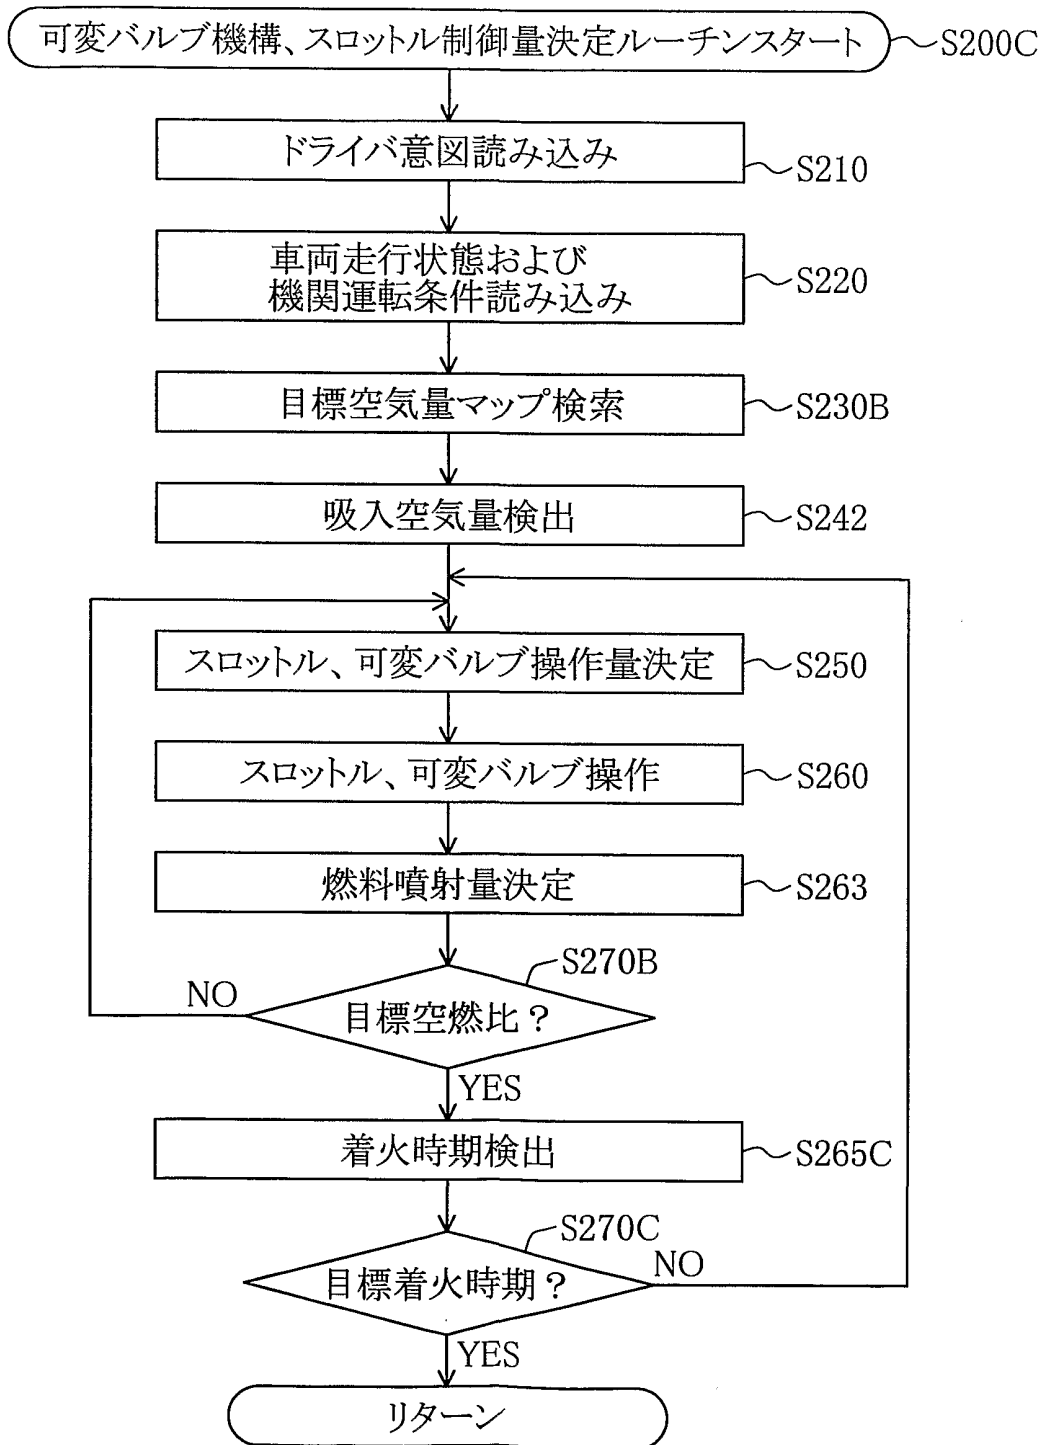 可変バルブ機構、スロットル制御量決定ルーチンスタート
S200C
ドライバ意図読み込み
S210
車両走行状態および
機関運転条件読み込み
S220
目標空気量マップ検索
S230B
吸入空気量検出
S242
スロットル、可変バルブ操作量決定
S250
スロットル、可変バルブ操作
S260
燃料噴射量決定
S263
S270B
NO
目標空燃比？
YES
着火時期検出
S265C
S270C
目標着火時期？
NO
YES
リターン